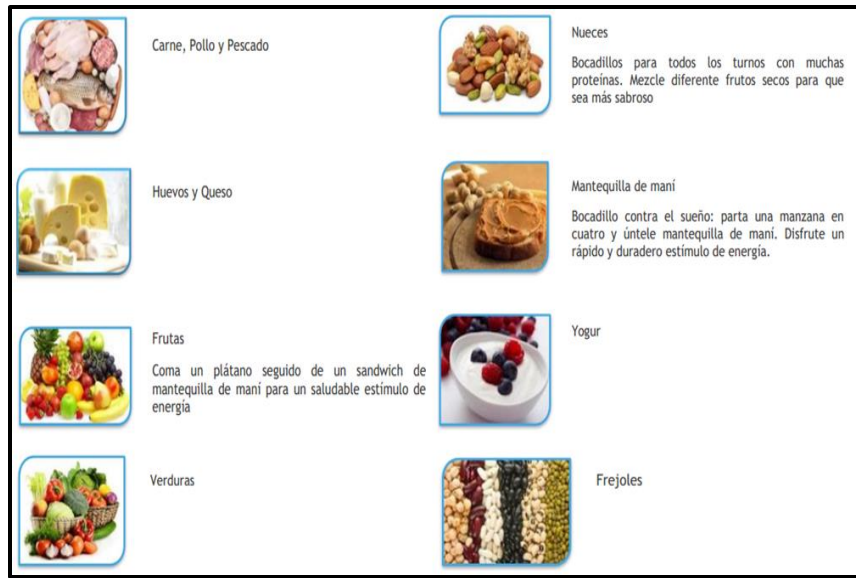 Carne, Pollo y Pescado
Huevos y Queso
Frutas
Coma un plátano seguido de un sandwich de
mantequilla de maní para un saludable estímulo de
energía
Verduras
Nueces
Bocadillos para todos los turnos con muchas
proteínas. Mezcle diferente frutos secos para que
sea más sabroso
Mantequilla de maní
Bocadillo contra el sueño: parta una manzana en
cuatro y úntele mantequilla de maní. Disfrute un
rápido y duradero estímulo de energía.
Yogur
Frejoles